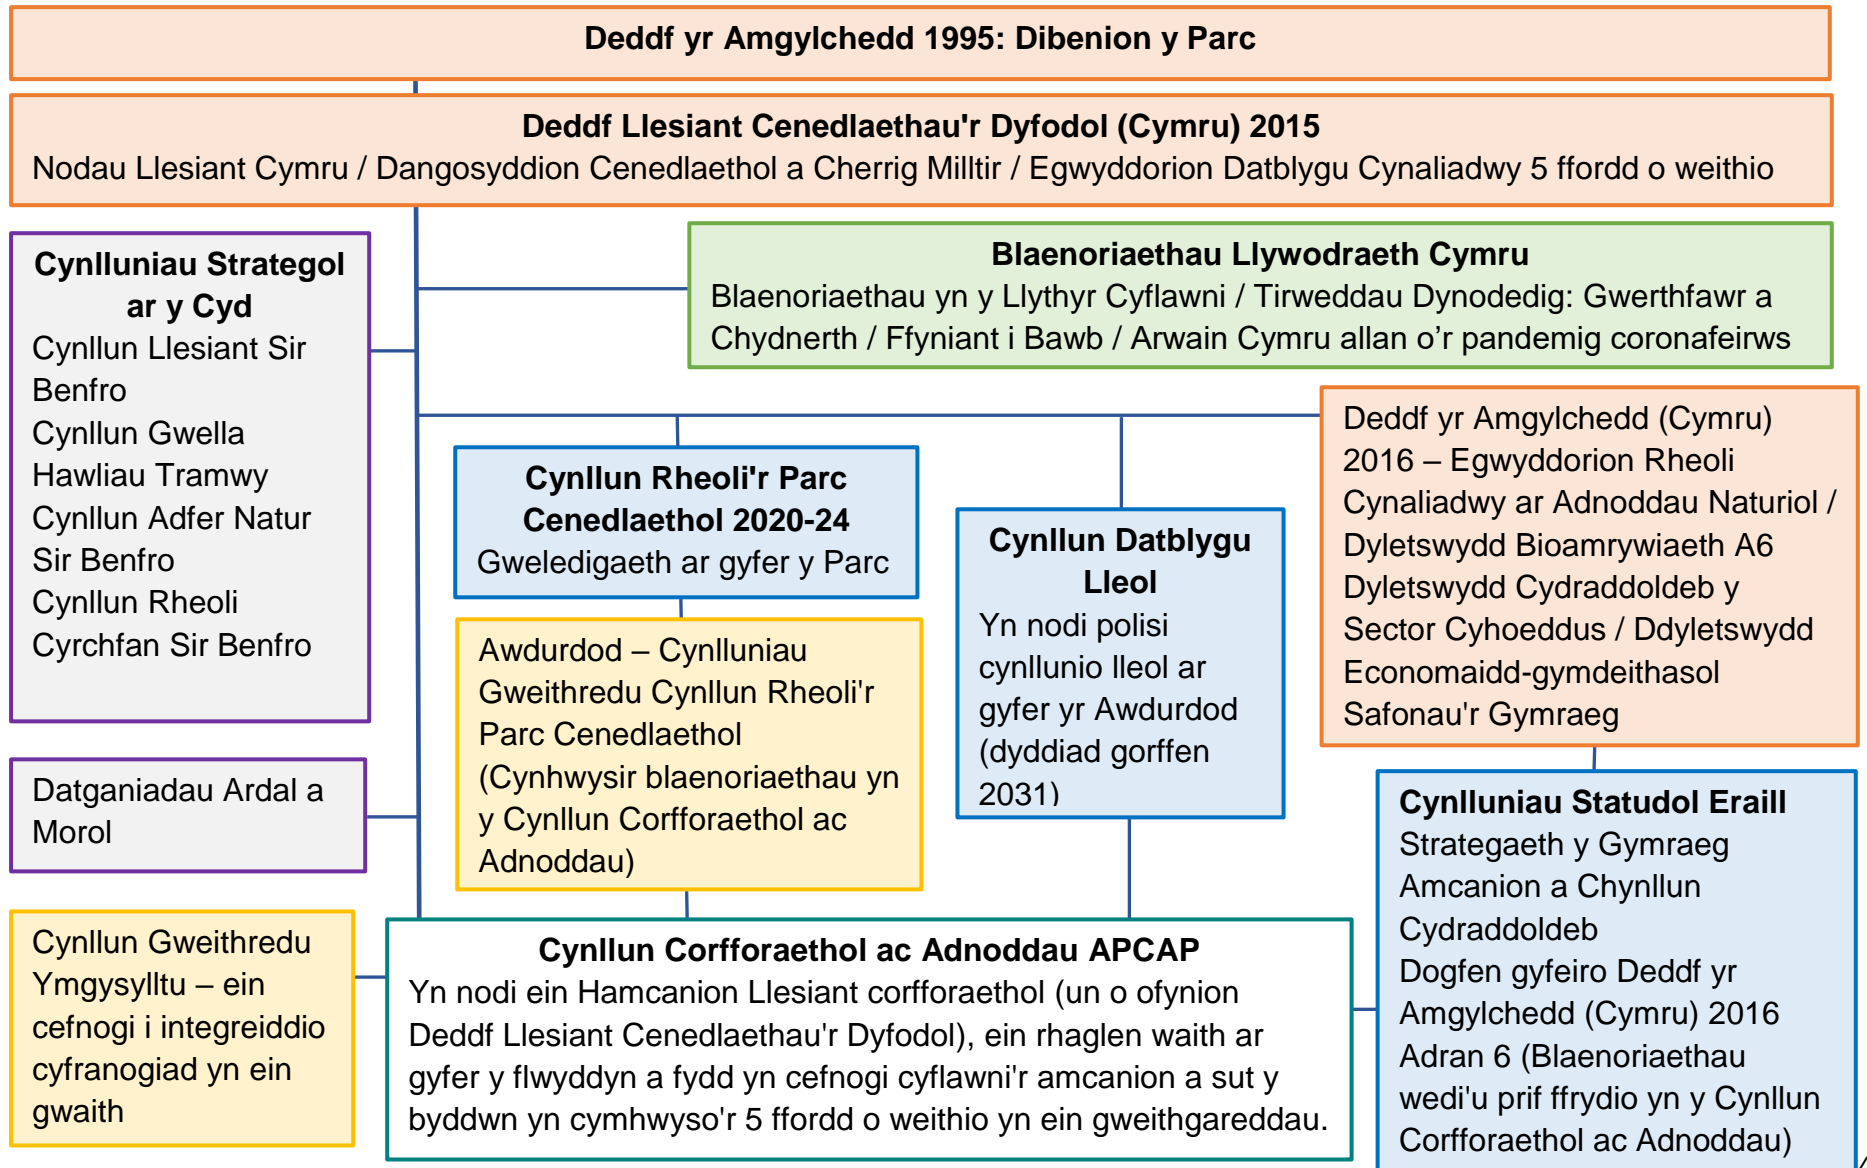 Deddf yr Amgylchedd 1995: Dibenion y Parc
Deddf Llesiant Cenedlaethau'r Dyfodol (Cymru) 2015
Nodau Llesiant Cymru / Dangosyddion Cenedlaethol a Cherrig Milltir / Egwyddorion Datblygu Cynaliadwy 5 ffordd o weithio
Cynlluniau Strategol
ar y Cyd
Cynllun Llesiant Sir
Benfro
Cynllun Gwella
Hawliau Tramwy
Cynllun Adfer Natur
Sir Benfro
Cynllun Rheoli
Cyrchfan Sir Benfro
Blaenoriaethau Llywodraeth Cymru
Blaenoriaethau yn y Llythyr Cyflawni / Tirweddau Dynodedig: Gwerthfawr a
Chydnerth / Ffyniant i Bawb / Arwain Cymru allan o’r pandemig coronafeirws
Cynllun Rheoli'r Parc
Cenedlaethol 2020-24
Gweledigaeth ar gyfer y Parc
Cynllun Datblygu
Lleol
Yn nodi polisi
cynllunio lleol ar
gyfer yr Awdurdod
(dyddiad gorffen
2031)
Deddf yr Amgylchedd (Cymru)
2016 – Egwyddorion Rheoli
Cynaliadwy ar Adnoddau Naturiol /
Dyletswydd Bioamrywiaeth A6
Dyletswydd Cydraddoldeb y
Sector Cyhoeddus / Ddyletswydd
Economaidd-gymdeithasol
Safonau'r Gymraeg
Awdurdod – Cynlluniau
Gweithredu Cynllun Rheoli'r
Parc Cenedlaethol
(Cynhwysir blaenoriaethau yn
y Cynllun Corfforaethol ac
Adnoddau)
Datganiadau Ardal a
Morol
Cynlluniau Statudol Eraill
Strategaeth y Gymraeg
Amcanion a Chynllun
Cydraddoldeb
Dogfen gyfeiro Deddf yr
Amgylchedd (Cymru) 2016
Adran 6 (Blaenoriaethau
wedi'u prif ffrydio yn y Cynllun
Corfforaethol ac Adnoddau)
Cynllun Gweithredu
Ymgysylltu – ein
cefnogi i integreiddio
cyfranogiad yn ein
gwaith
Cynllun Corfforaethol ac Adnoddau APCAP
Yn nodi ein Hamcanion Llesiant corfforaethol (un o ofynion
Deddf Llesiant Cenedlaethau'r Dyfodol), ein rhaglen waith ar
gyfer y flwyddyn a fydd yn cefnogi cyflawni'r amcanion a sut y
byddwn yn cymhwyso'r 5 ffordd o weithio yn ein gweithgareddau.